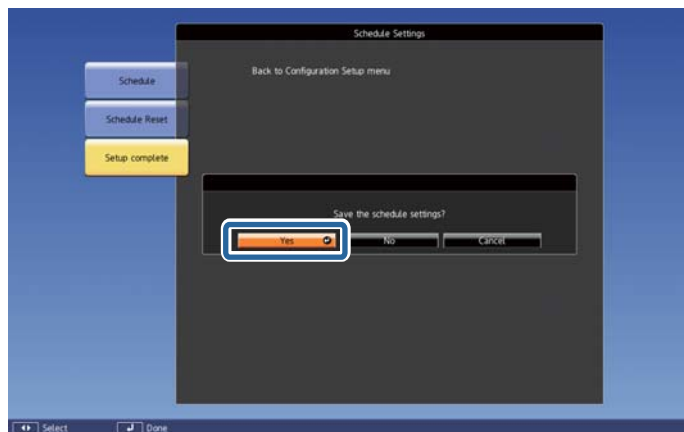 Schedule Settings
Schedule
Schedule Reset
Setup complete
Back to Configuration Setup menu
Save the schedule settings?
Yes No Cancel
Select Done